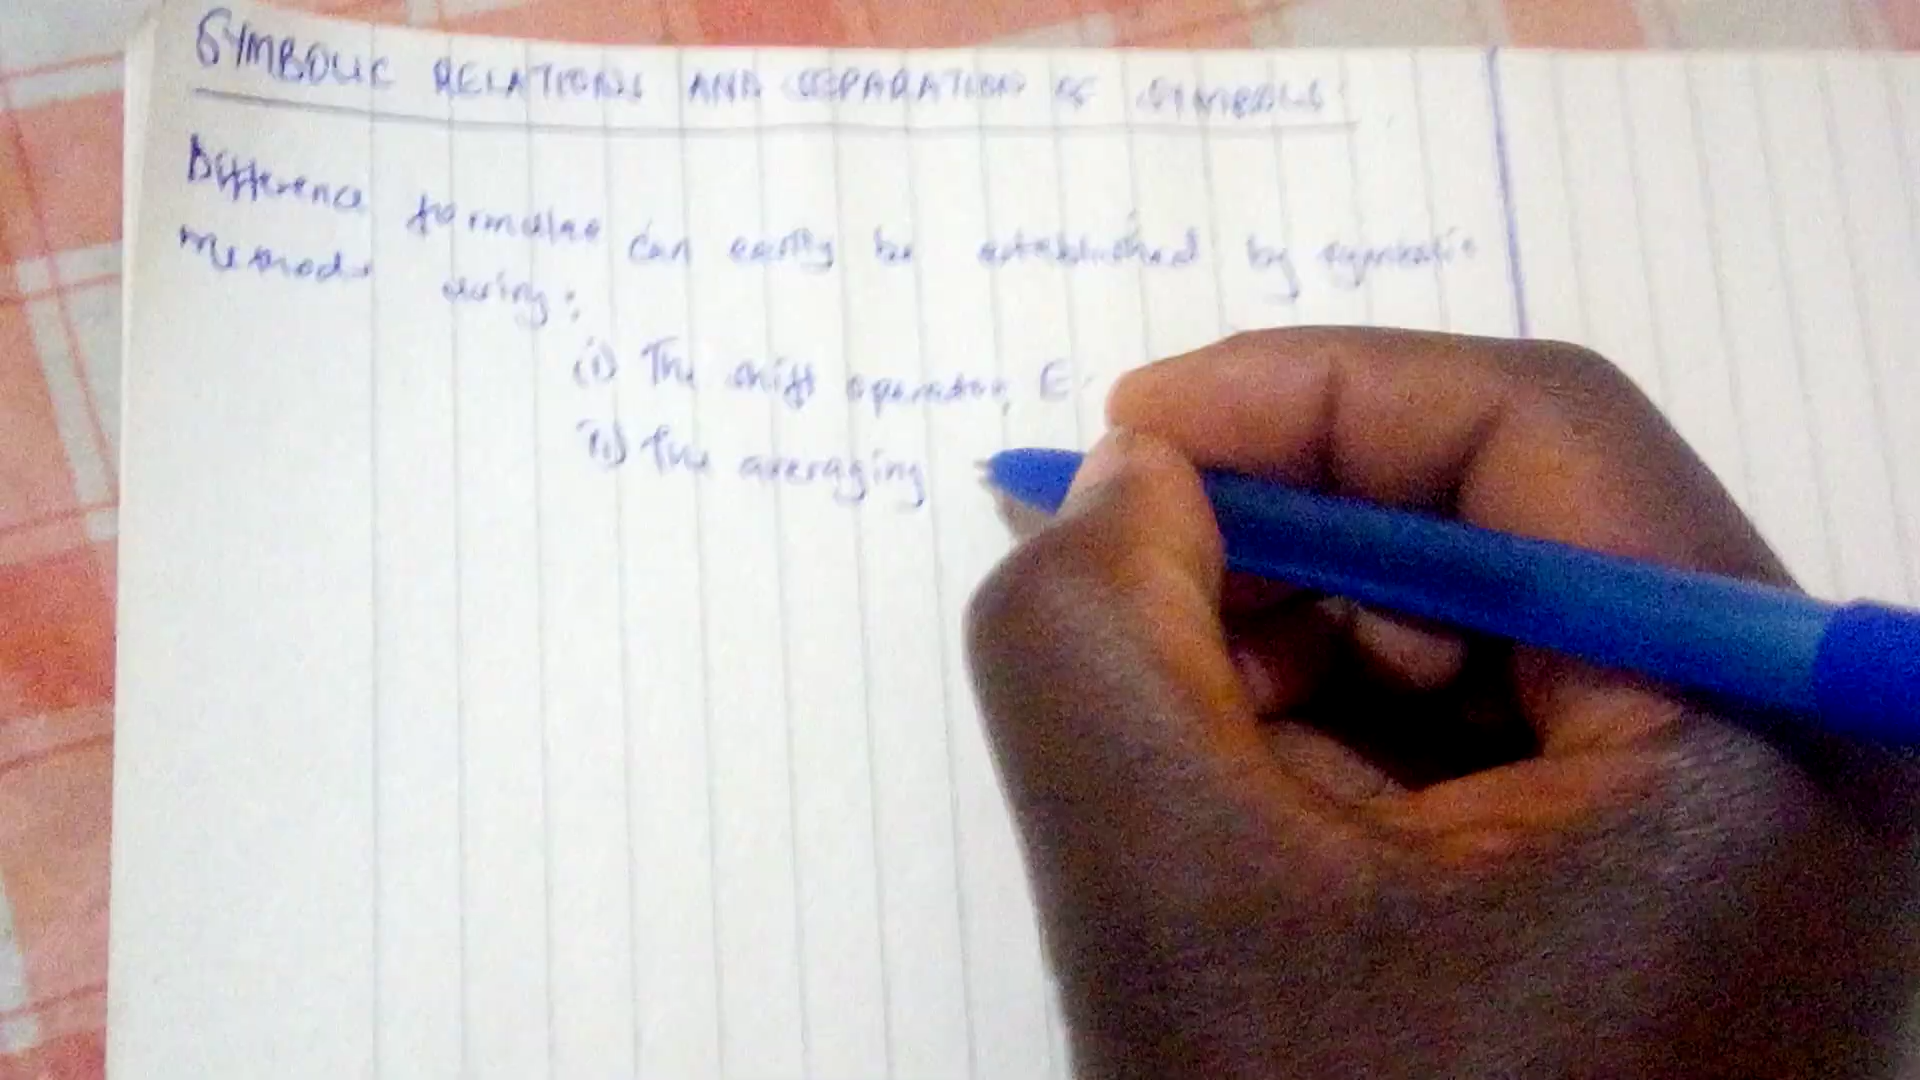 SYMBOLIC RELATIONS AND SEPARATION OF SYMBOLS
Difference formulae can easily be established by symbolic
methods using:
(i) The shift operator, E.
ii) The averaging